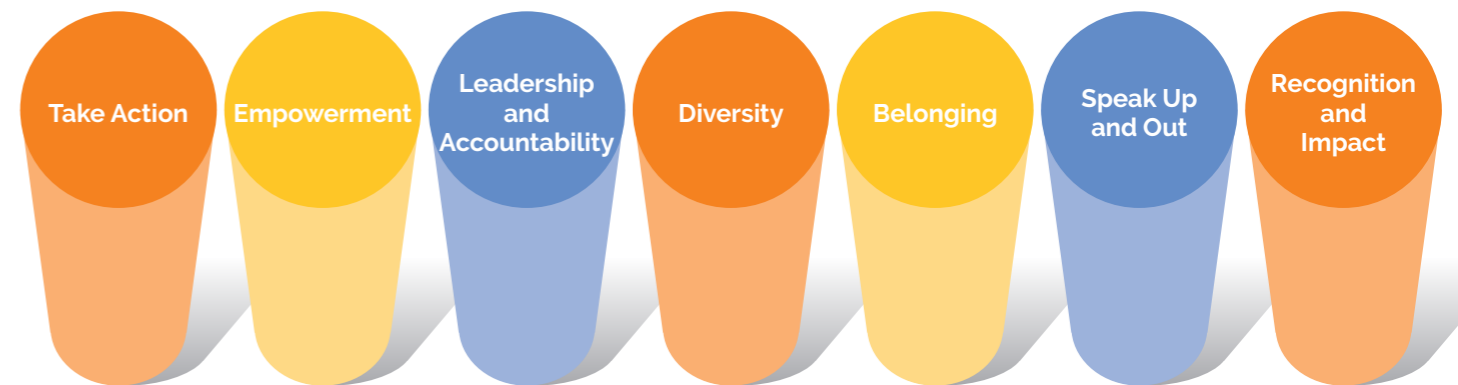 Take Action
Empowerment
Leadership
and
Accountability
Diversity
Belonging
Speak Up
and Out
Recognition
and
Impact